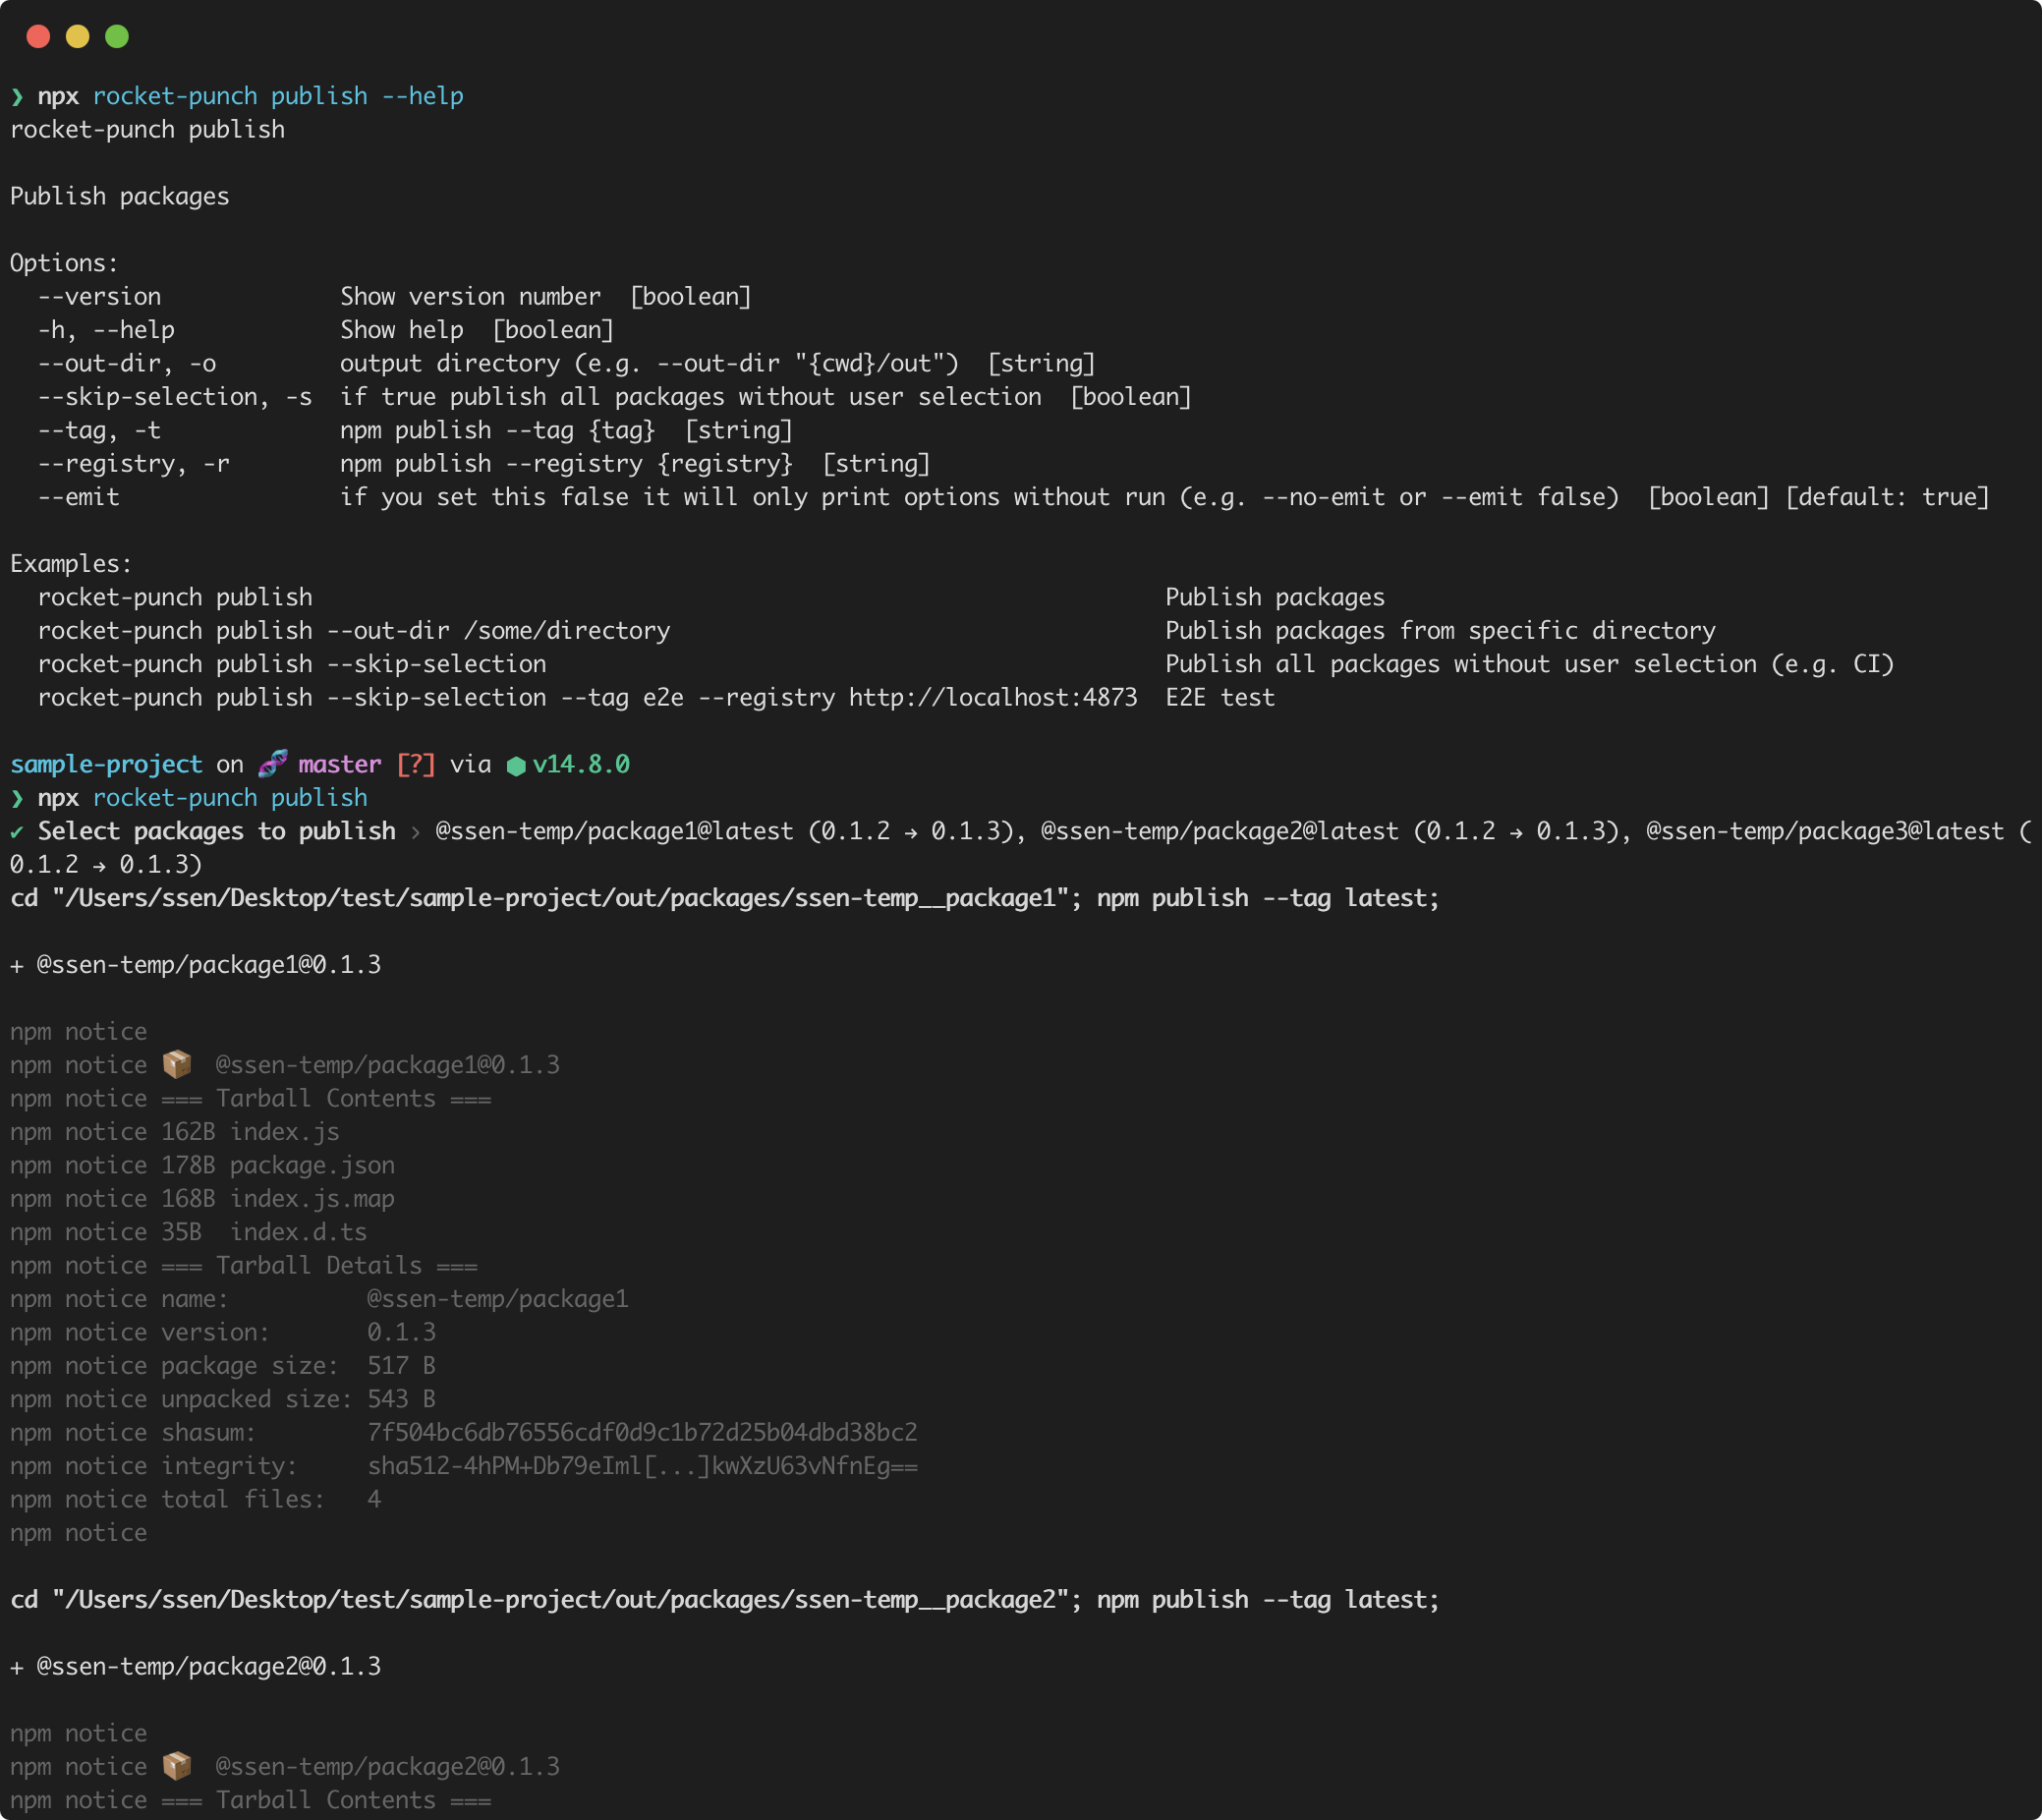 ❯ npx rocket-punch publish --help
rocket-punch publish

Publish packages

Options:
  --version             Show version number  [boolean]
  -h, --help            Show help  [boolean]
  --out-dir, -o         output directory (e.g. --out-dir "{cwd}/out")  [string]
  --skip-selection, -s  if true publish all packages without user selection  [boolean]
  --tag, -t             npm publish --tag {tag}  [string]
  --registry, -r        npm publish --registry {registry}  [string]
  --emit                if you set this false it will only print options without run (e.g. --no-emit or --emit false)  [boolean] [default: true]

Examples:
  rocket-punch publish                                                              Publish packages
  rocket-punch publish --out-dir /some/directory                                    Publish packages from specific directory
  rocket-punch publish --skip-selection                                             Publish all packages without user selection (e.g. CI)
  rocket-punch publish --skip-selection --tag e2e --registry http://localhost:4873  E2E test

sample-project on 🧬 master [?] via ⬢ v14.8.0
❯ npx rocket-punch publish
✔ Select packages to publish › @ssen-temp/package1@latest (0.1.2 → 0.1.3), @ssen-temp/package2@latest (0.1.2 → 0.1.3), @ssen-temp/package3@latest (
0.1.2 → 0.1.3)
cd "/Users/ssen/Desktop/test/sample-project/out/packages/ssen-temp__package1"; npm publish --tag latest;

+ @ssen-temp/package1@0.1.3

npm notice
npm notice 📦  @ssen-temp/package1@0.1.3
npm notice === Tarball Contents ===
npm notice 162B index.js
npm notice 178B package.json
npm notice 168B index.js.map
npm notice 35B  index.d.ts
npm notice === Tarball Details ===
npm notice name:          @ssen-temp/package1
npm notice version:       0.1.3
npm notice package size:  517 B
npm notice unpacked size: 543 B
npm notice shasum:        7f504bc6db76556cdf0d9c1b72d25b04dbd38bc2
npm notice integrity:     sha512-4hPM+Db79eIml[...]kwXzU63vNfnEg==
npm notice total files:   4
npm notice

cd "/Users/ssen/Desktop/test/sample-project/out/packages/ssen-temp__package2"; npm publish --tag latest;

+ @ssen-temp/package2@0.1.3

npm notice
npm notice 📦  @ssen-temp/package2@0.1.3
npm notice === Tarball Contents ===